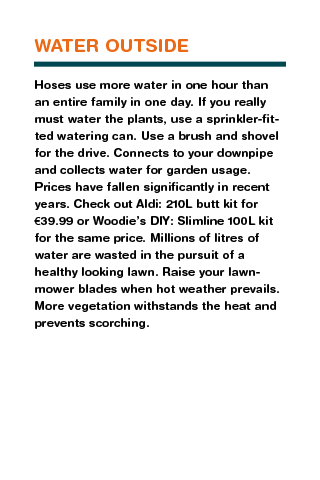 WATER OUTSIDE
Hoses use more water in one hour than
an entire family in one day. If you really
must water the plants, use a sprinkler-fit-
ted watering can. Use a brush and shovel
for the drive. Connects to your downpipe
and collects water for garden usage.
Prices have fallen significantly in recent
years. Check out Aldi: 210L butt kit for
€39.99 or Woodie’s DIY: Slimline 100L kit
for the same price. Millions of litres of
water are wasted in the pursuit of a
healthy looking lawn. Raise your lawn-
mower blades when hot weather prevails.
More vegetation withstands the heat and
prevents scorching.